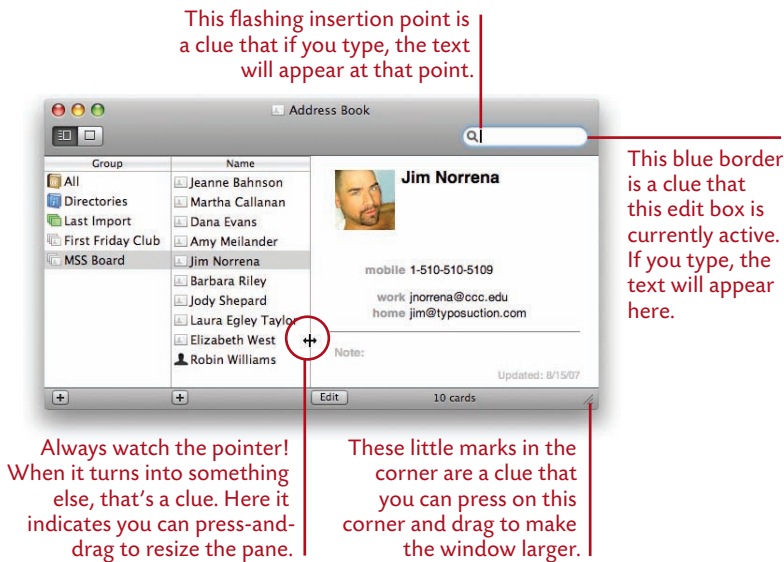 This flashing insertion point is
a clue that if you type, the text
will appear at that point.
Address Book
Group
Name
All
Directories
Last Import
First Friday Club
MSS Board
Jeanne Bahnson
Martha Callanan
Dana Evans
Amy Meilander
Jim Norrena
Barbara Riley
Jody Shepard
Laura Egley Taylor
Elizabeth West
Robin Williams
Jim Norrena
mobile 1-510-510-5109
work jnorrena@ccc.edu
home jim@typosuction.com
Note:
Updated: 8/15/07
Edit
10 cards
This blue border
is a clue that
this edit box is
currently active.
If you type, the
text will appear
here.
Always watch the pointer!
When it turns into something
else, that's a clue. Here it
indicates you can press-and-
drag to resize the pane.
These little marks in the
corner are a clue that
you can press on this
corner and drag to make
the window larger.